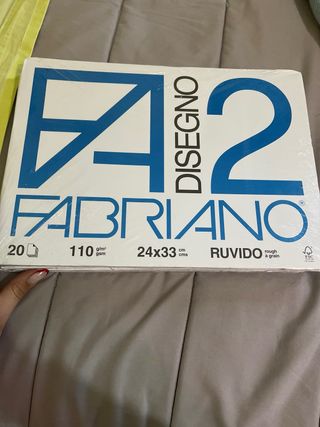 FA DISEGNO 2
FABRIANO®
20 110 g/m² gsm 24x33 cm cms RUVIDO rough à grain
FSC